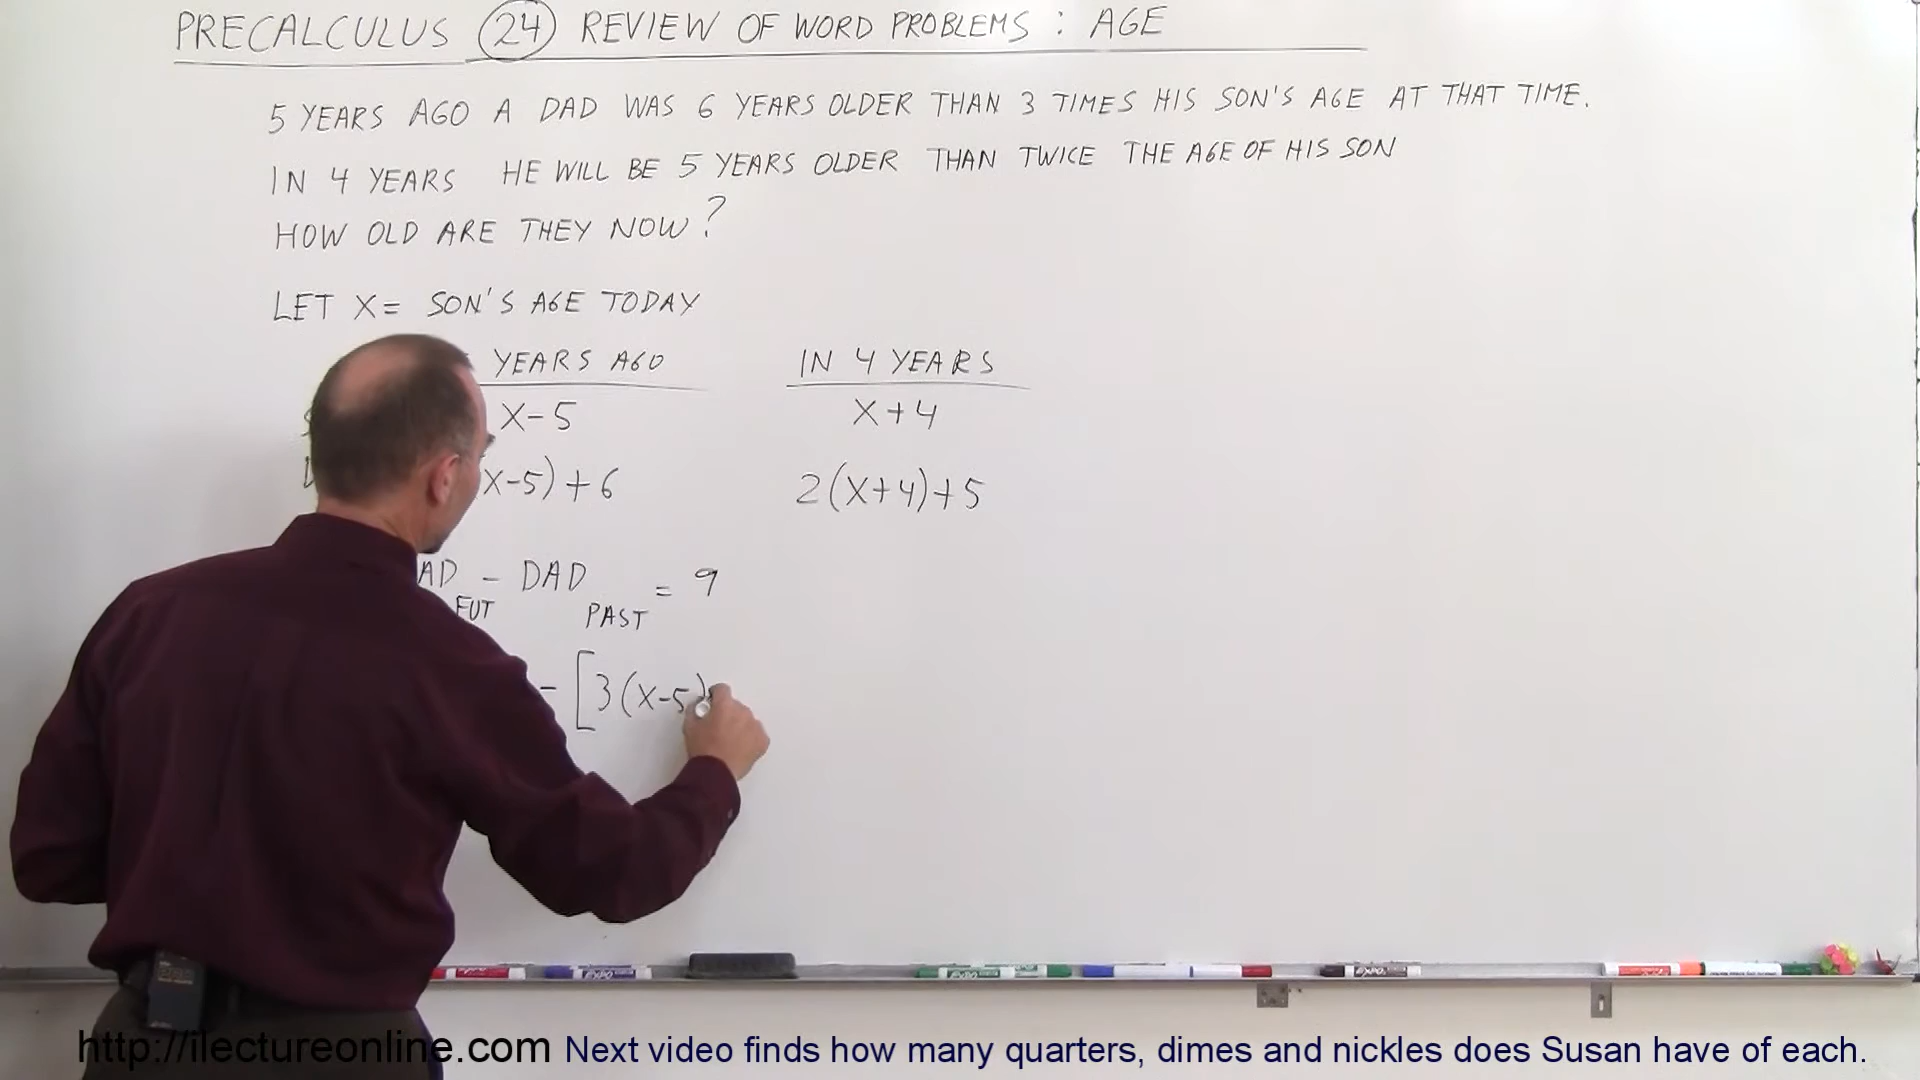 PRECALCULUS 24 REVIEW OF WORD PROBLEMS : AGE
5 YEARS AGO A DAD WAS 6 YEARS OLDER THAN 3 TIMES HIS SON'S AGE AT THAT TIME.
IN 4 YEARS HE WILL BE 5 YEARS OLDER THAN TWICE THE AGE OF HIS SON
HOW OLD ARE THEY NOW?
LET X = SON'S AGE TODAY
YEARS AGO IN 4 YEARS
X-5 X+4
X-5)+6 2(X+4)+5
AD FUT - DAD PAST = 9
- [3(X-5)
http://ilectureonline.com Next video finds how many quarters, dimes and nickles does Susan have of each.